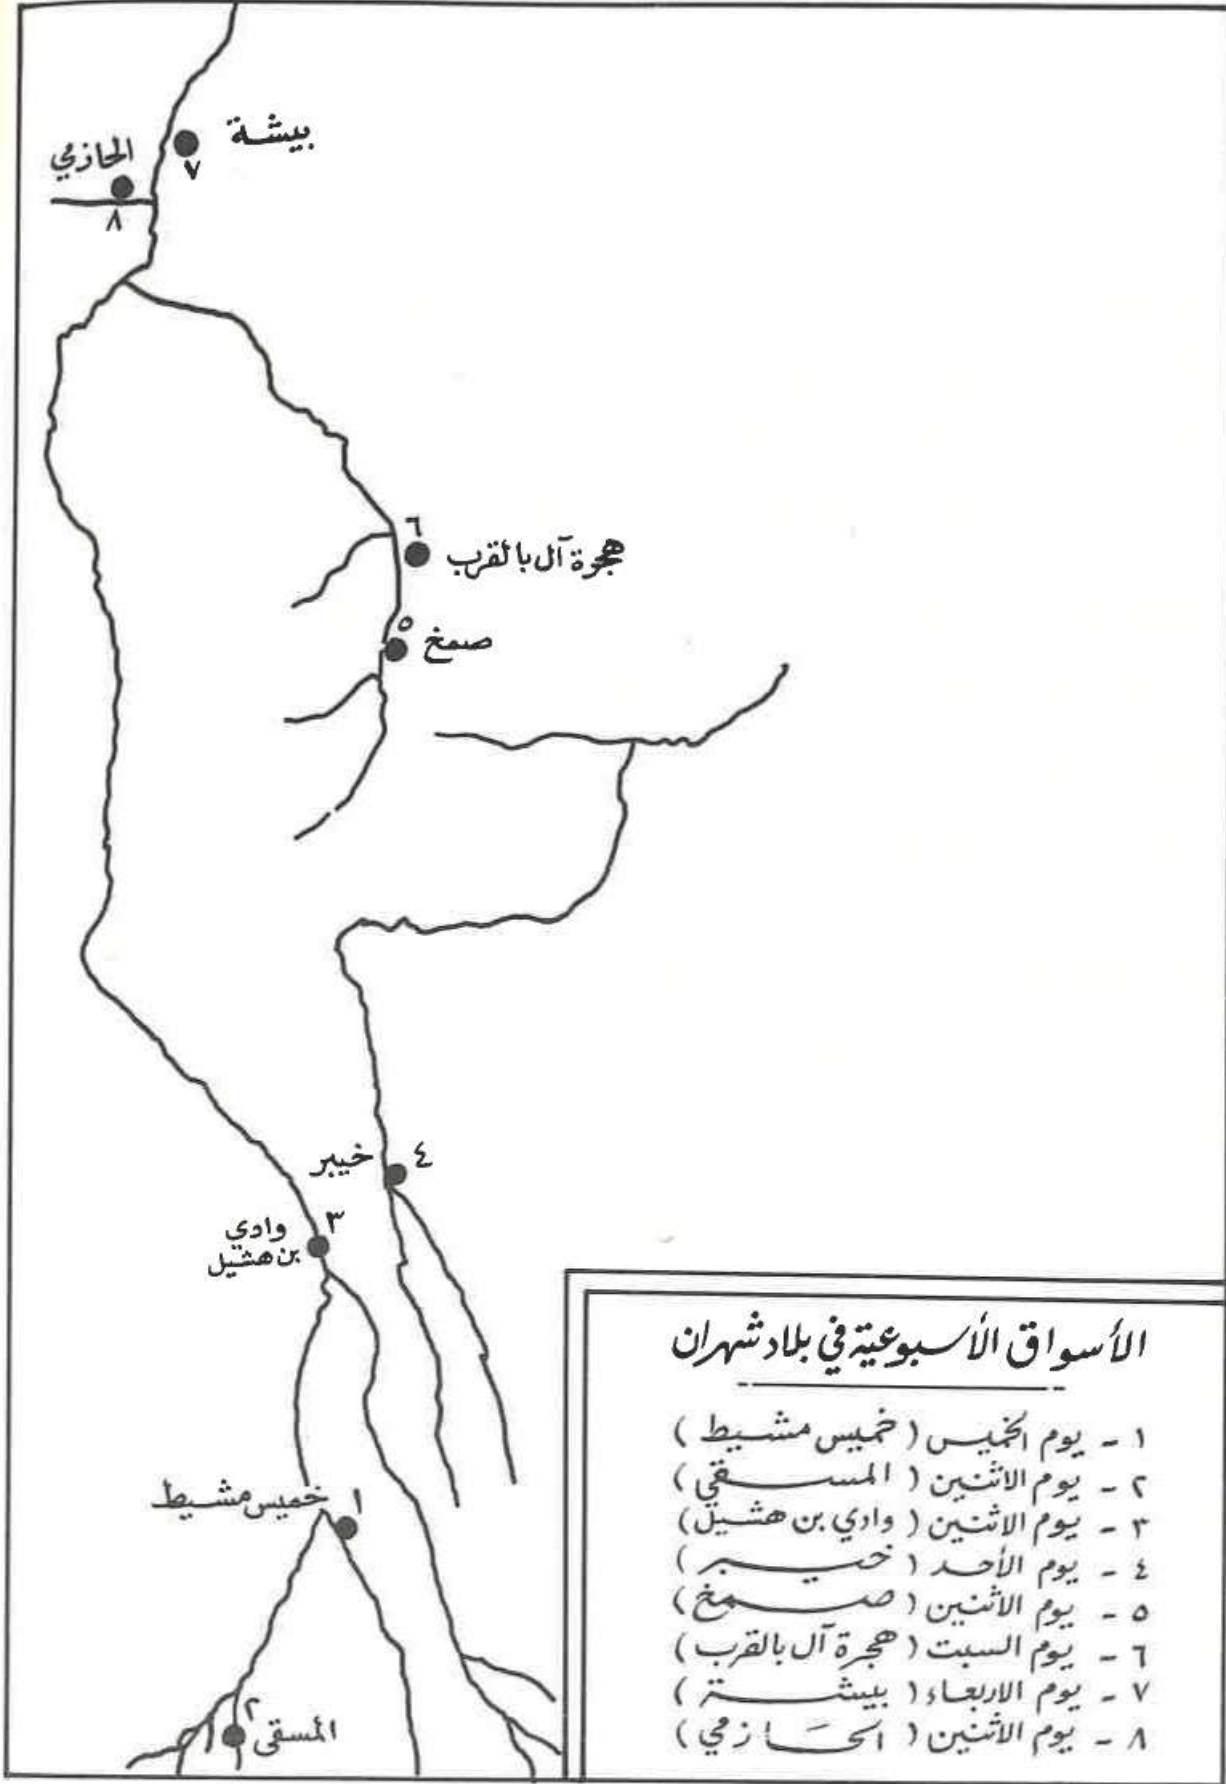 بيشة
٧
الحازمي
٨
٦
هجرة آل بالقرب
٥
صمخ
خيبر ٤
وادي ٣
بن هشيل
خميس مشيط ١
٢
المسقى
الأسواق الأسبوعية في بلاد شهران
١ - يوم الخميس ( خميس مشيط )
٢ - يوم الاثنين ( المسقي )
٣ - يوم الاثنين ( وادي بن هشيل )
٤ - يوم الأحد ( خيبر )
٥ - يوم الاثنين ( صمخ )
٦ - يوم السبت ( هجرة آل بالقرب )
٧ - يوم الاربعاء ( بيشة )
٨ - يوم الاثنين ( الحازمي )